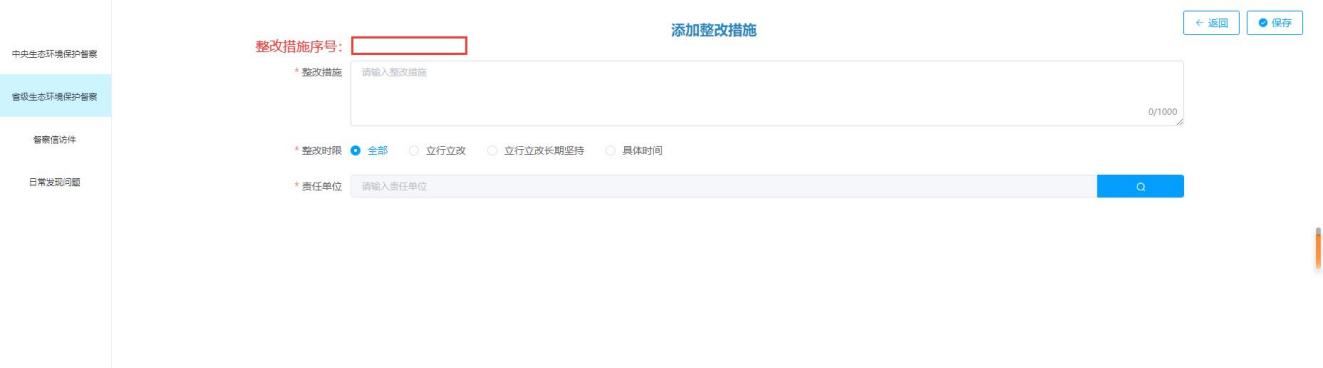 添加整改措施
返回
保存
中央生态环境保护督察
省级生态环境保护督察
督察信访件
日常发现问题
整改措施序号：
* 整改措施 请输入整改措施
0/1000
* 整改时限 全部 立行立改 立行立改长期坚持 具体时间
* 责任单位 请输入责任单位